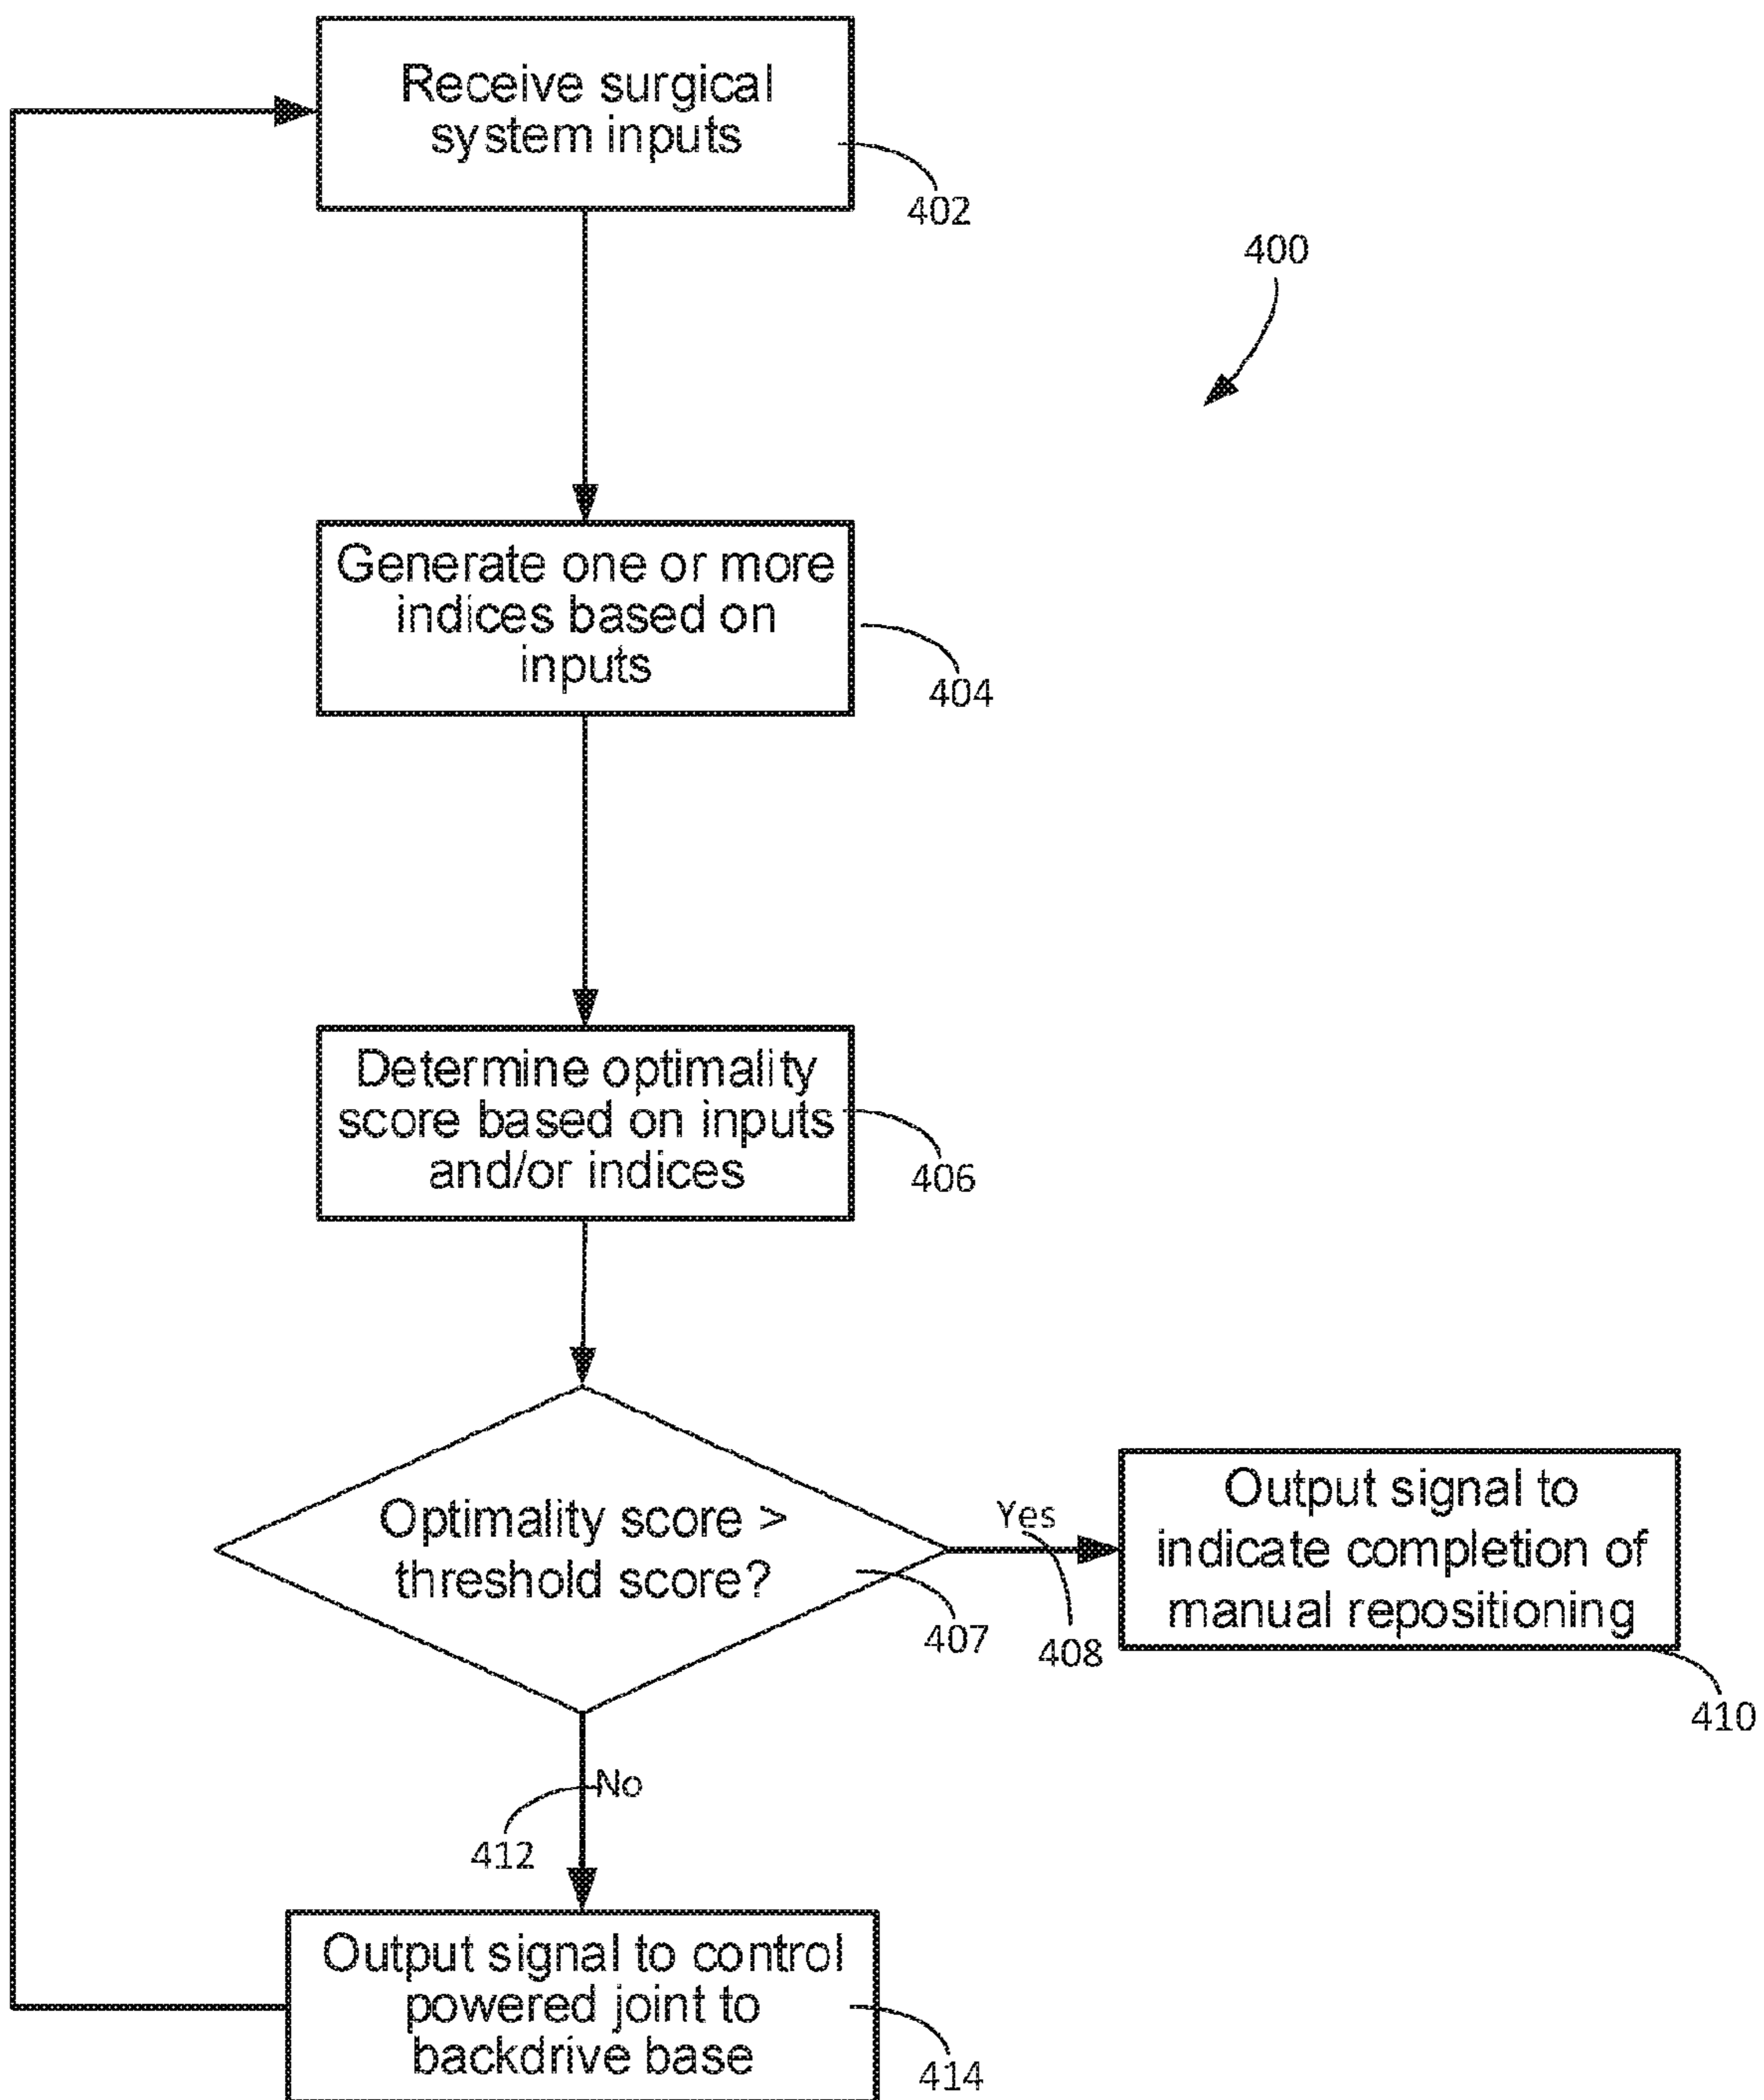 Receive surgical
system inputs
402
400
Generate one or more
indices based on
inputs
404
Determine optimality
score based on inputs
and/or indices
406
Optimality score >
threshold score?
407
Yes
408
Output signal to
indicate completion of
manual repositioning
410
No
412
Output signal to control
powered joint to
backdrive base
414